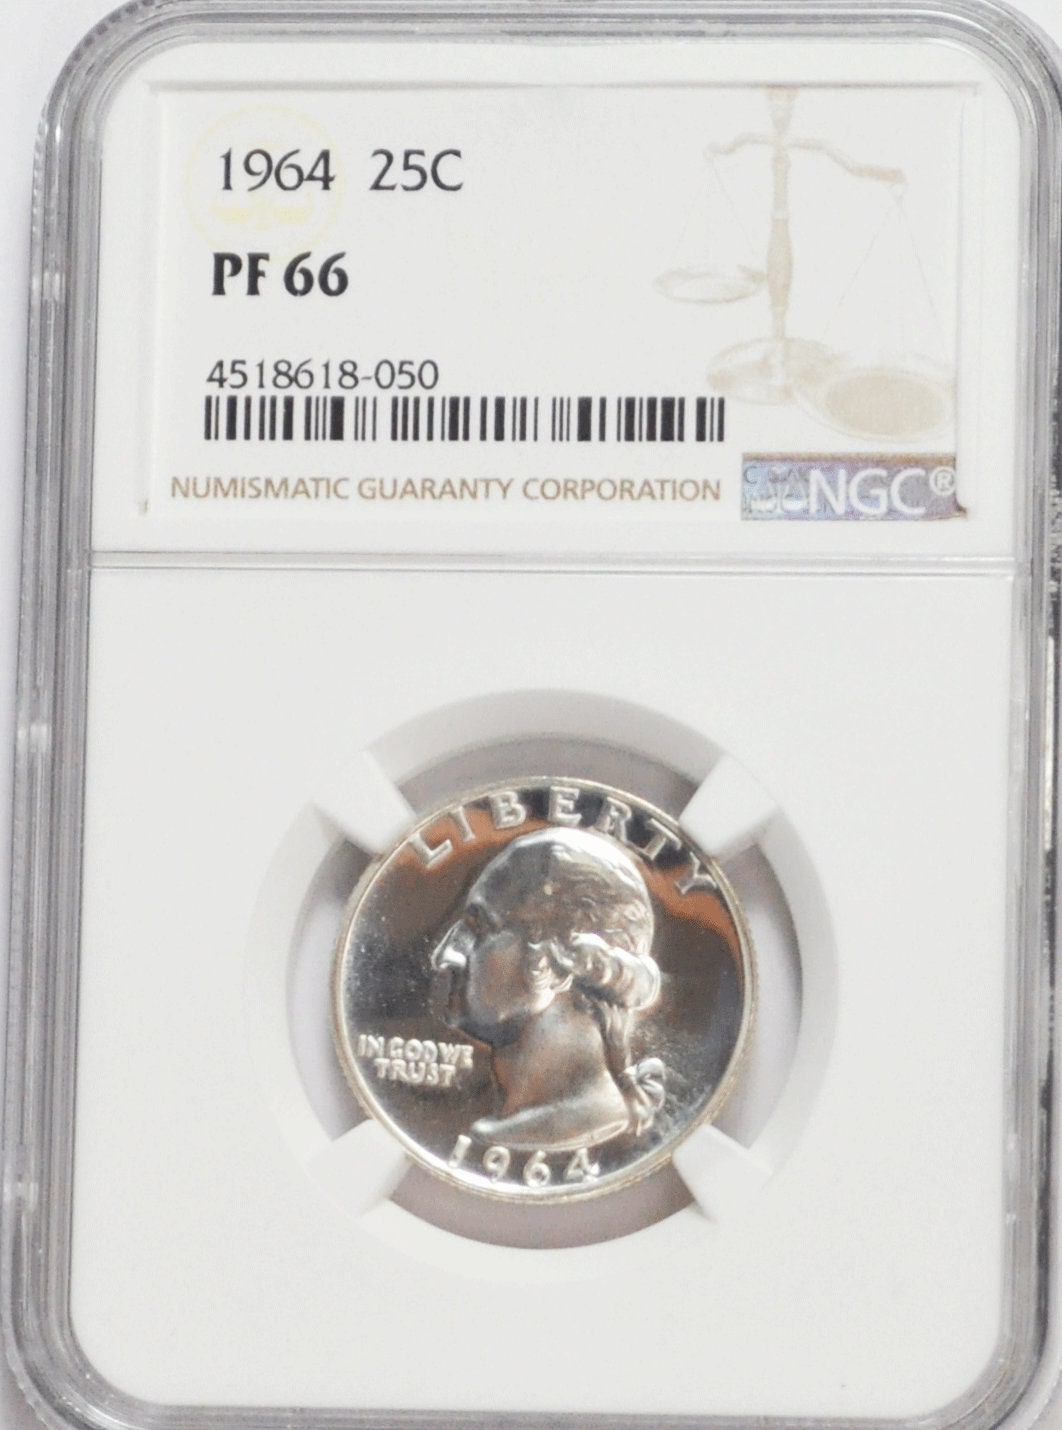 1964 25C
PF 66
4518618-050
NUMISMATIC GUARANTY CORPORATION
NGC®
LIBERTY
IN GOD WE
TRUST
1964